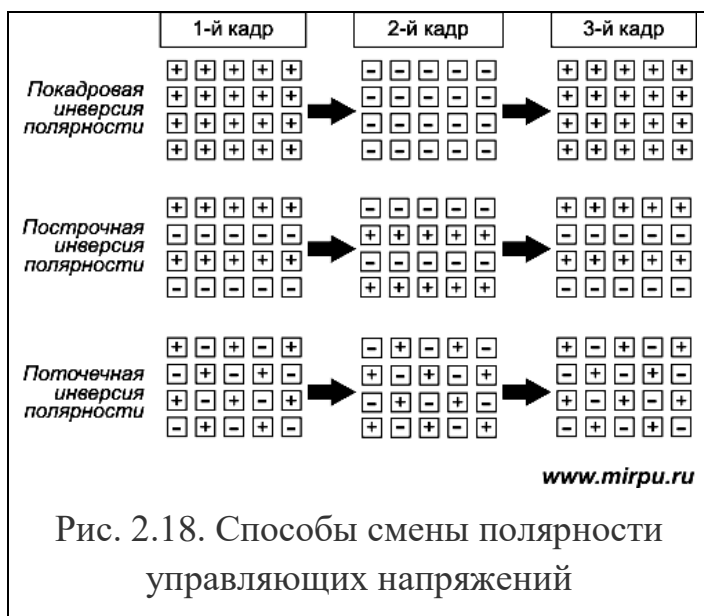 1-й кадр 2-й кадр 3-й кадр
Покадровая
инверсия
полярности
+ + + + + - - - - - + + + + +
+ + + + + - - - - - + + + + +
+ + + + + - - - - - + + + + +
+ + + + + - - - - - + + + + +
Построчная
инверсия
полярности
+ + + + + - - - - - + + + + +
- - - - - + + + + + - - - - -
+ + + + + - - - - - + + + + +
- - - - - + + + + + - - - - -
Поточечная
инверсия
полярности
+ - + - + - + - + - + - + - +
- + - + - + - + - + - + - + -
+ - + - + - + - + - + - + - +
- + - + - + - + - + - + - + -
www.mirpu.ru
Рис. 2.18. Способы смены полярности
управляющих напряжений